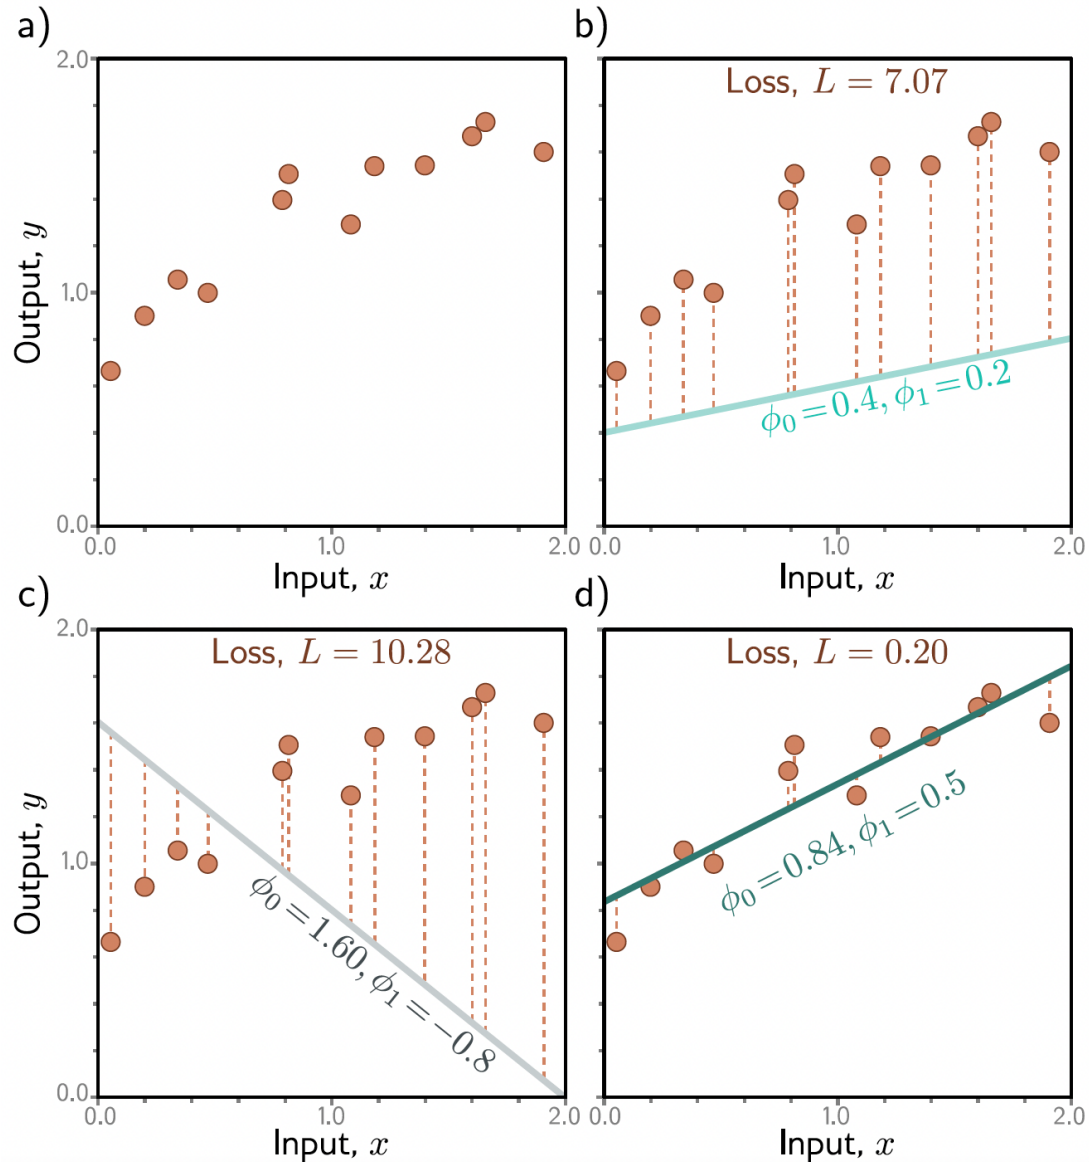 a)
2.0
1.0
0.0
0.0 1.0 2.0
Output, y
Input, x
b)
Loss, L = 7.07
ϕ₀ = 0.4, ϕ₁ = 0.2
0.0 1.0 2.0
Input, x
c)
2.0
1.0
0.0
0.0 1.0 2.0
Output, y
Loss, L = 10.28
ϕ₀ = 1.60, ϕ₁ = −0.8
Input, x
d)
Loss, L = 0.20
ϕ₀ = 0.84, ϕ₁ = 0.5
0.0 1.0 2.0
Input, x